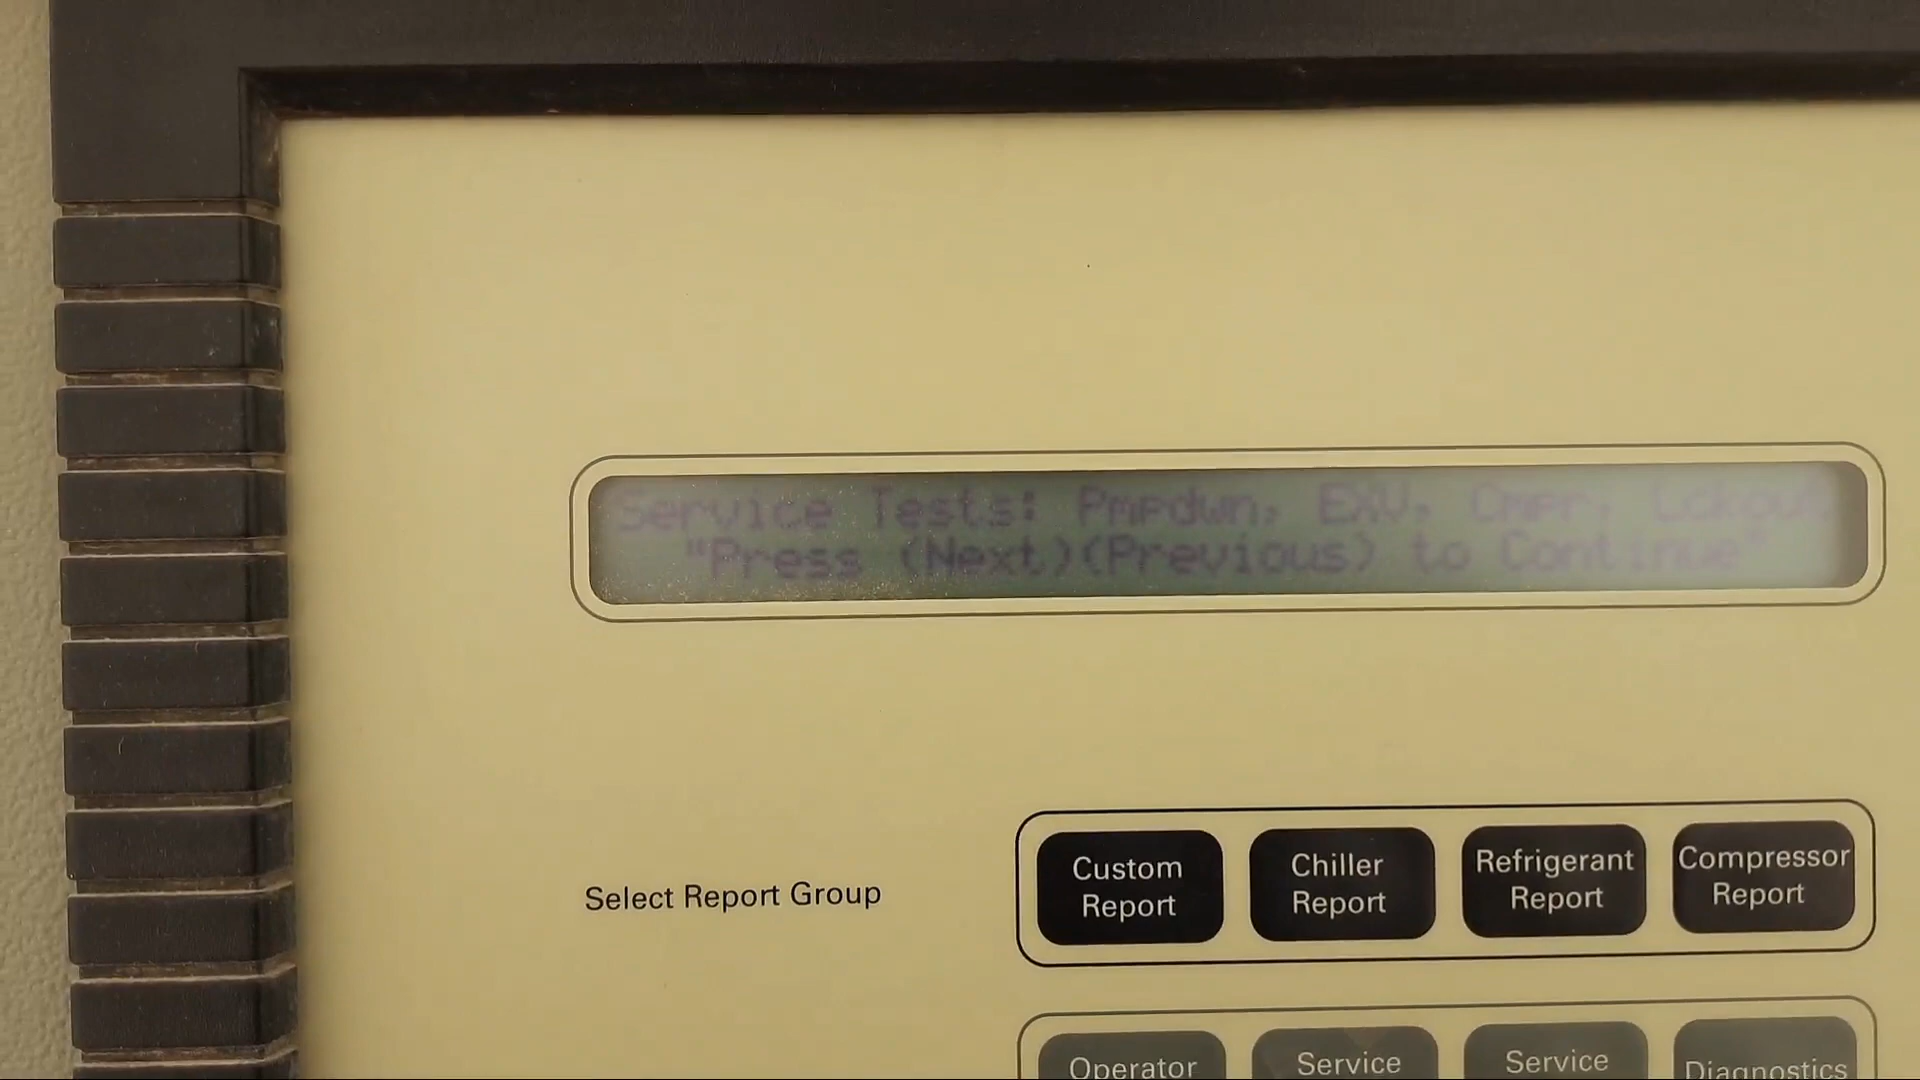 Service Tests: Pmpdwn, EXV, Cmpr, Lckout
"Press (Next)(Previous) to Continue"
Select Report Group
Custom Report
Chiller Report
Refrigerant Report
Compressor Report
Operator
Service
Service
Diagnostics